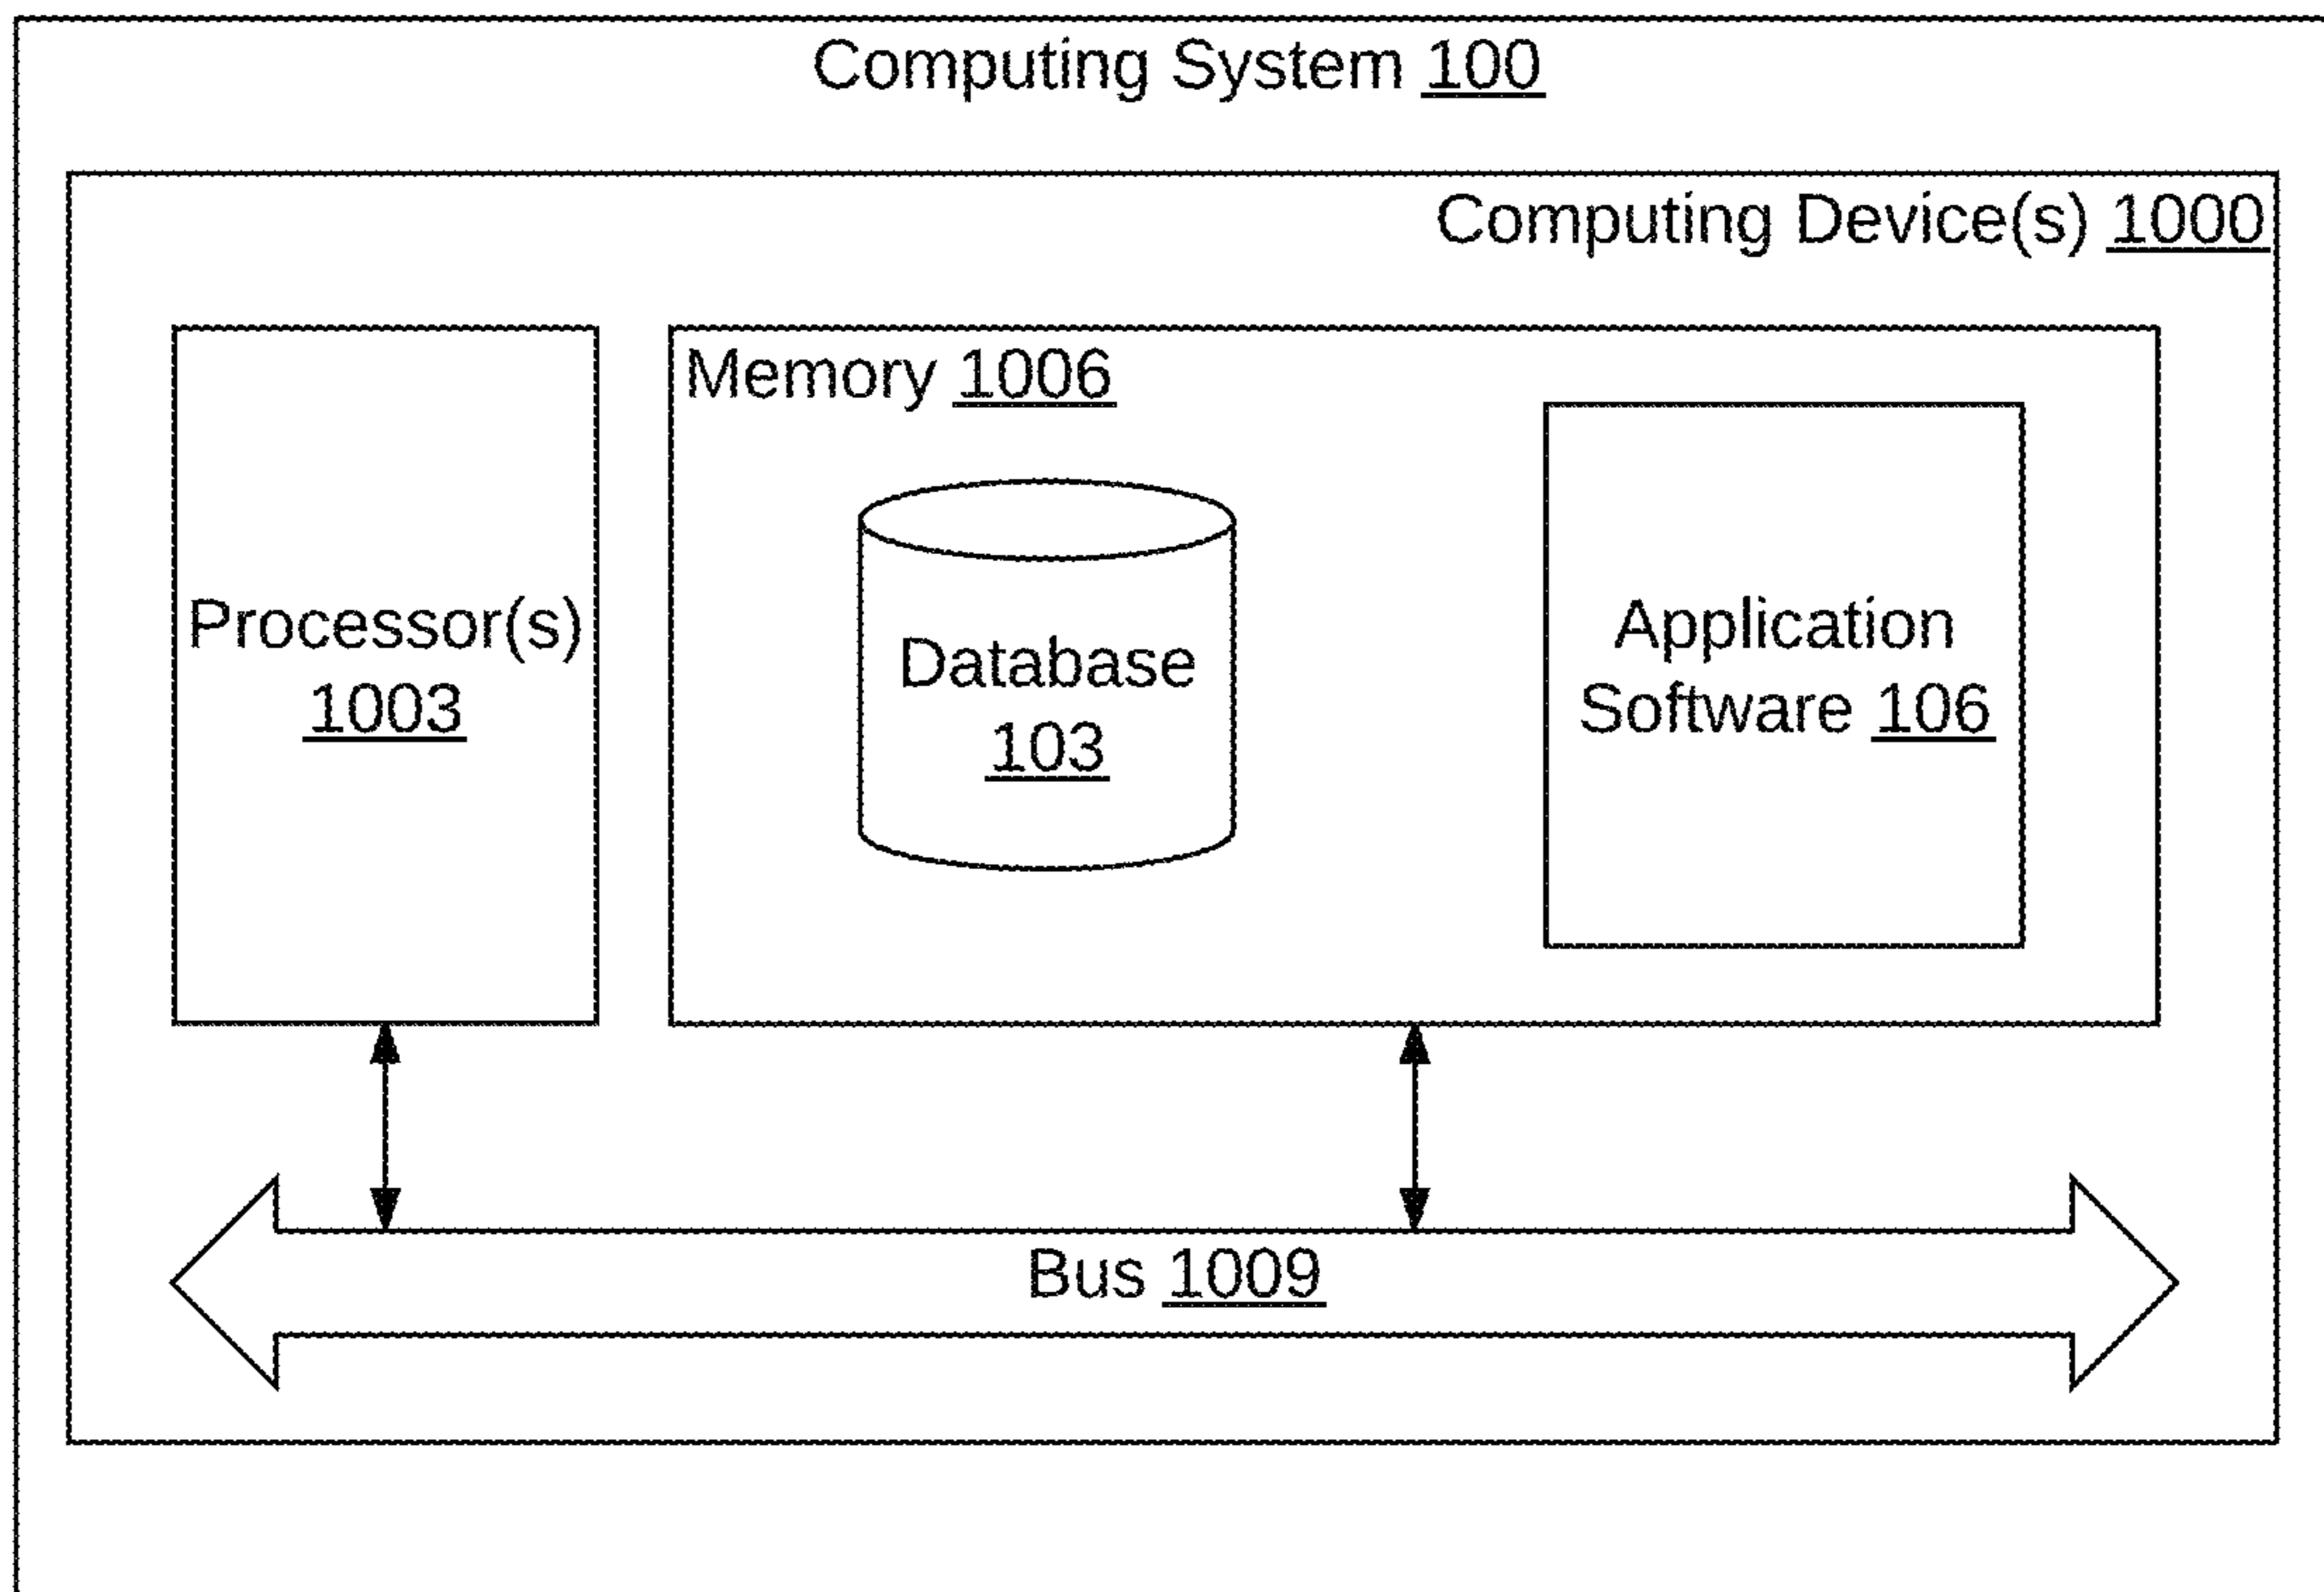 Computing System 100
Computing Device(s) 1000
Memory 1006
Processor(s)
1003
Database
103
Application
Software 106
Bus 1009